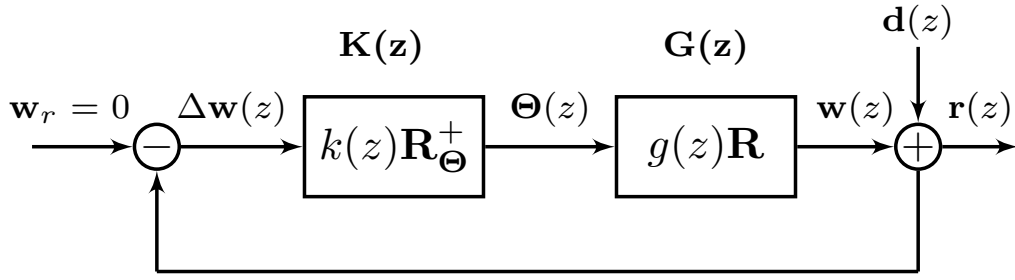 K(z)
G(z)
d(z)
w_r = 0
−
Δw(z)
k(z)R_Θ^+
Θ(z)
g(z)R
w(z)
+
r(z)